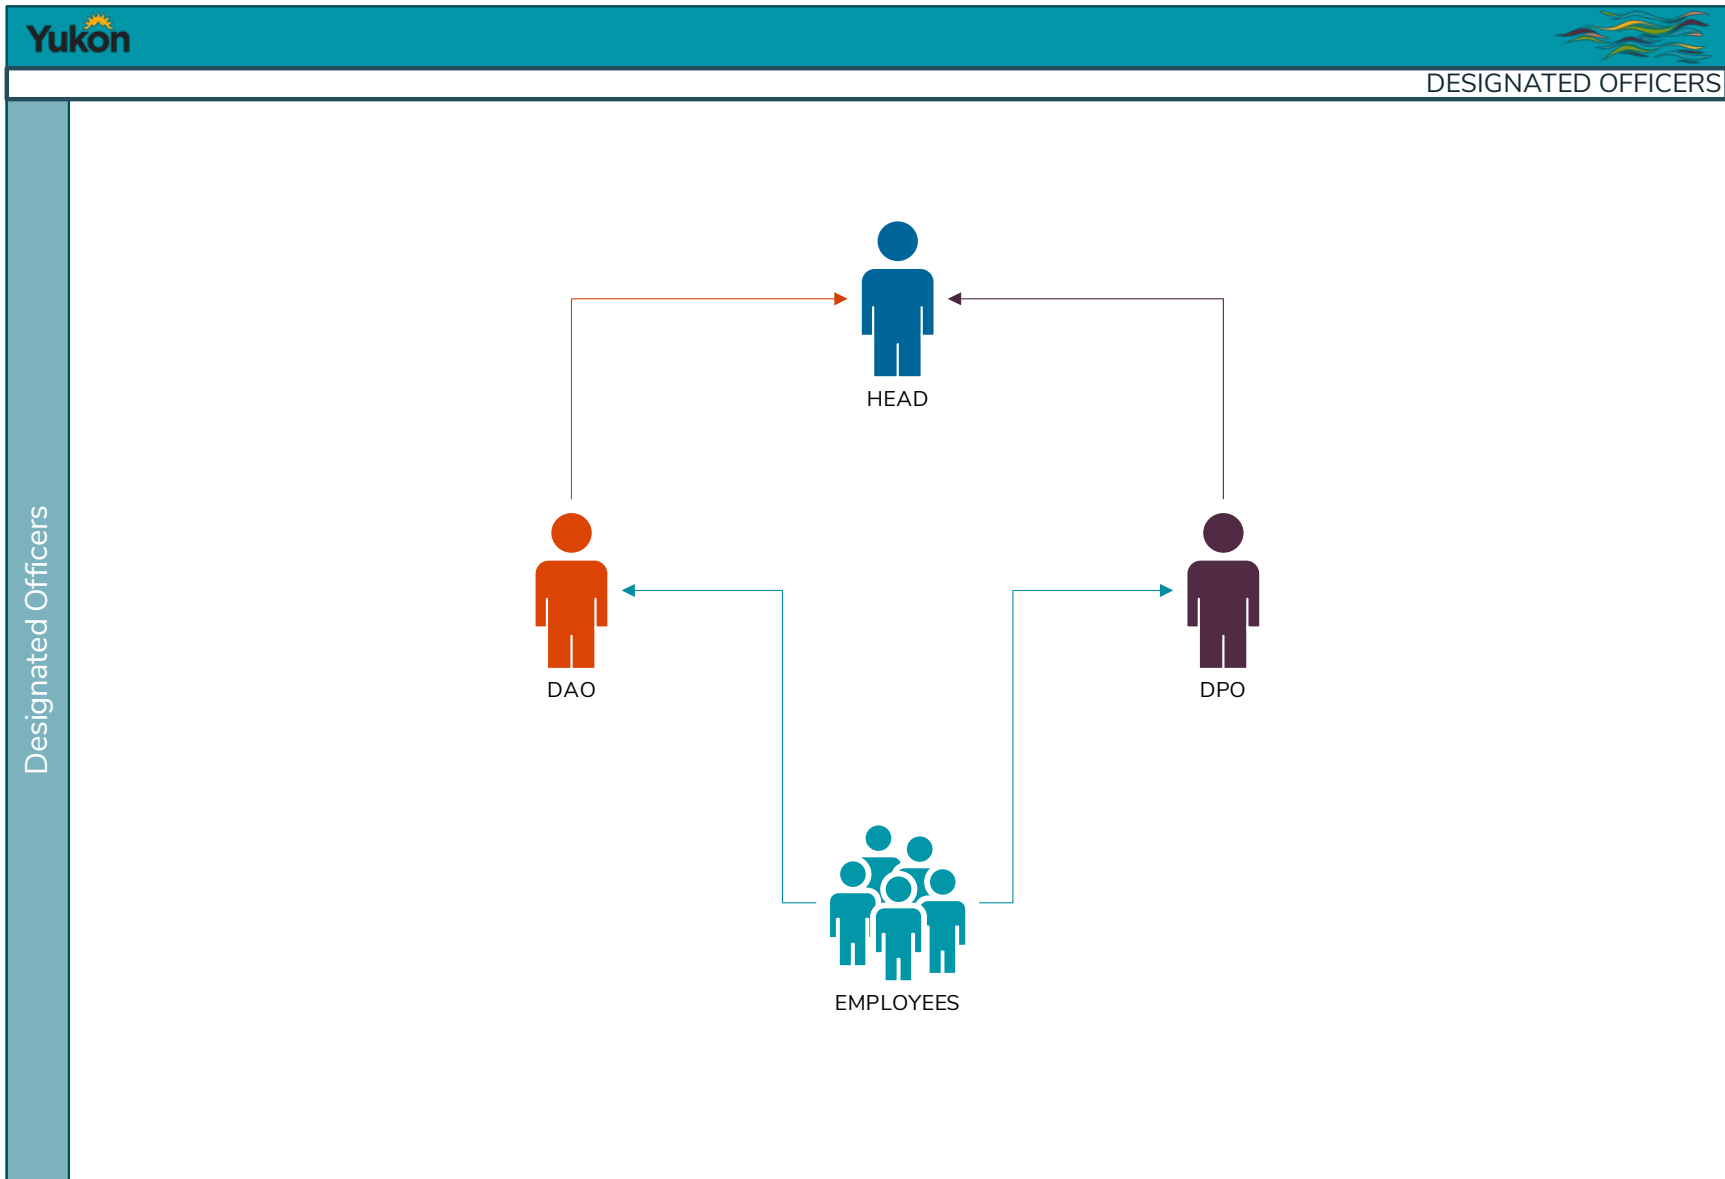 Yukon
DESIGNATED OFFICERS
Designated Officers
HEAD
DAO
DPO
EMPLOYEES